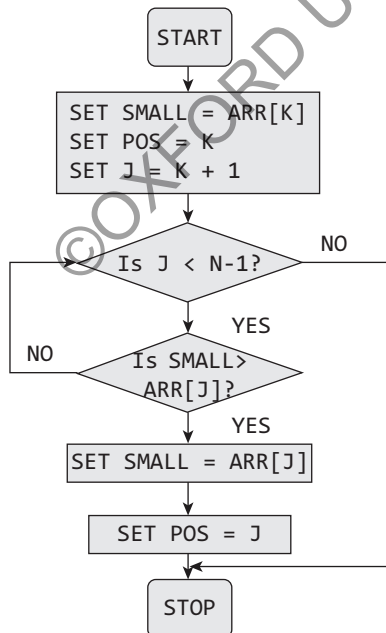 START
©OXFORD U
SET SMALL = ARR[K]
SET POS = K
SET J = K + 1
Is J < N-1?
NO
YES
NO
Is SMALL>
ARR[J]?
YES
SET SMALL = ARR[J]
SET POS = J
STOP